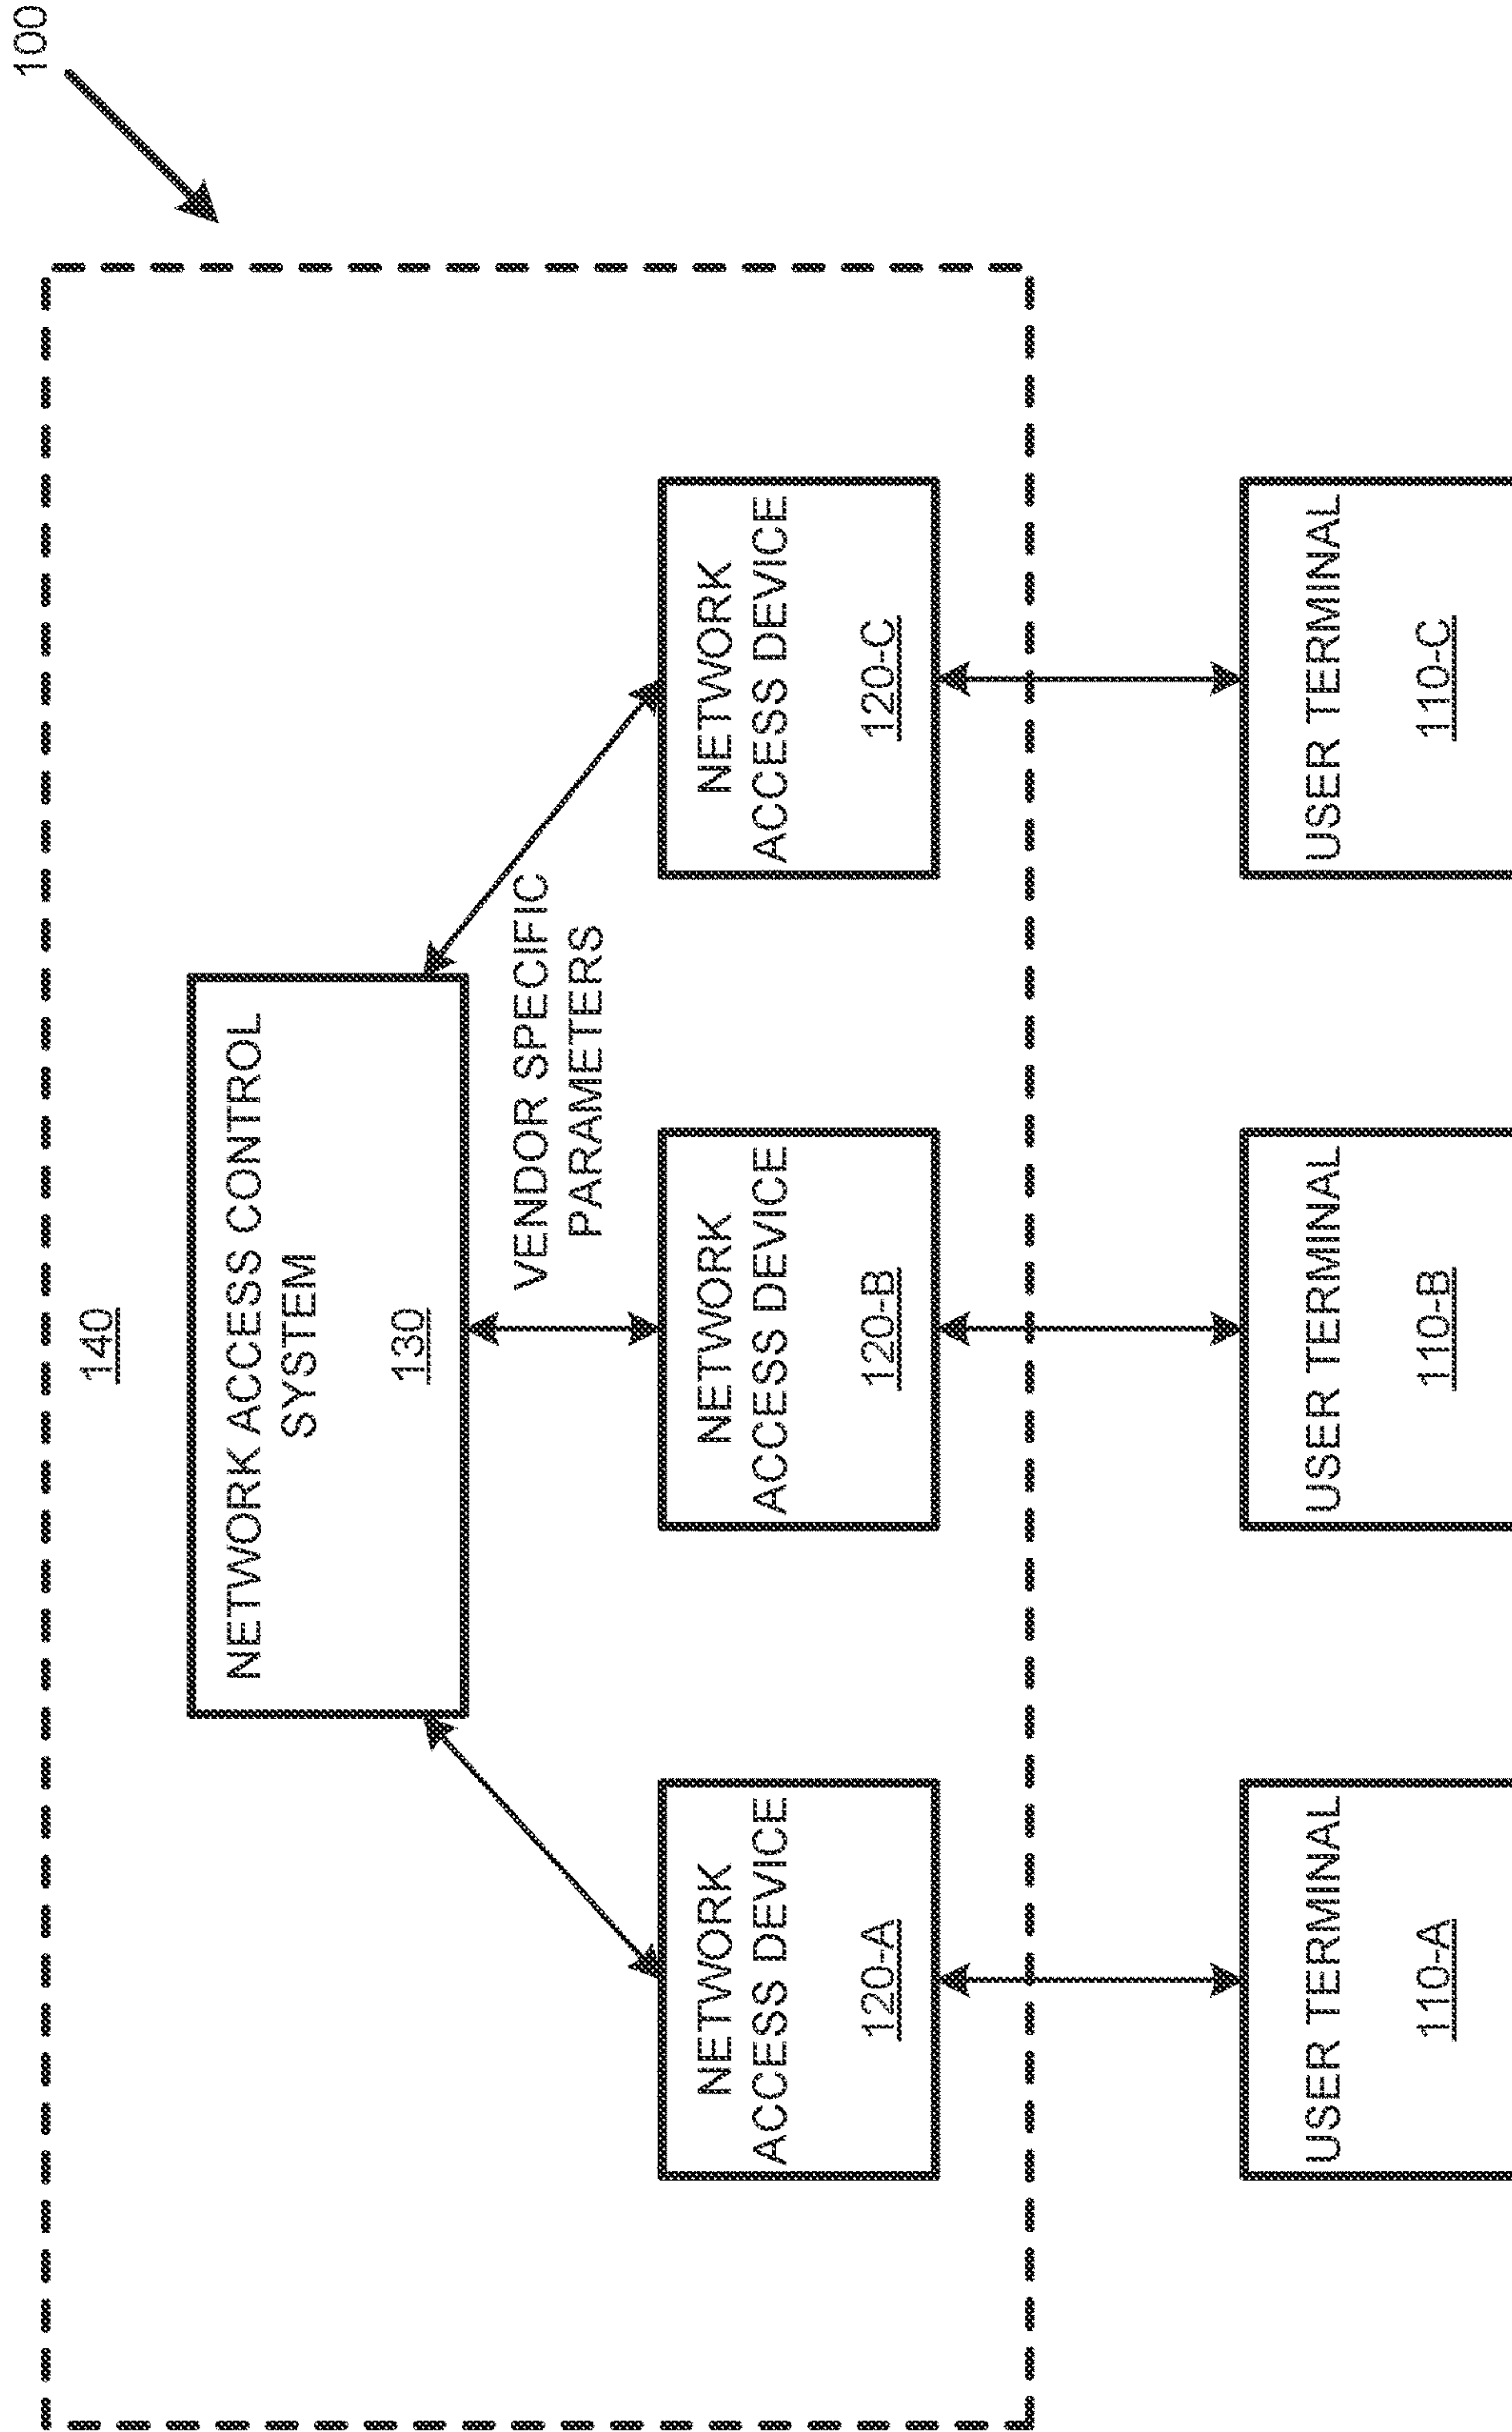 100
140
NETWORK ACCESS CONTROL
SYSTEM
130
VENDOR SPECIFIC
PARAMETERS
NETWORK
ACCESS DEVICE
120-A
NETWORK
ACCESS DEVICE
120-B
NETWORK
ACCESS DEVICE
120-C
USER TERMINAL
110-A
USER TERMINAL
110-B
USER TERMINAL
110-C